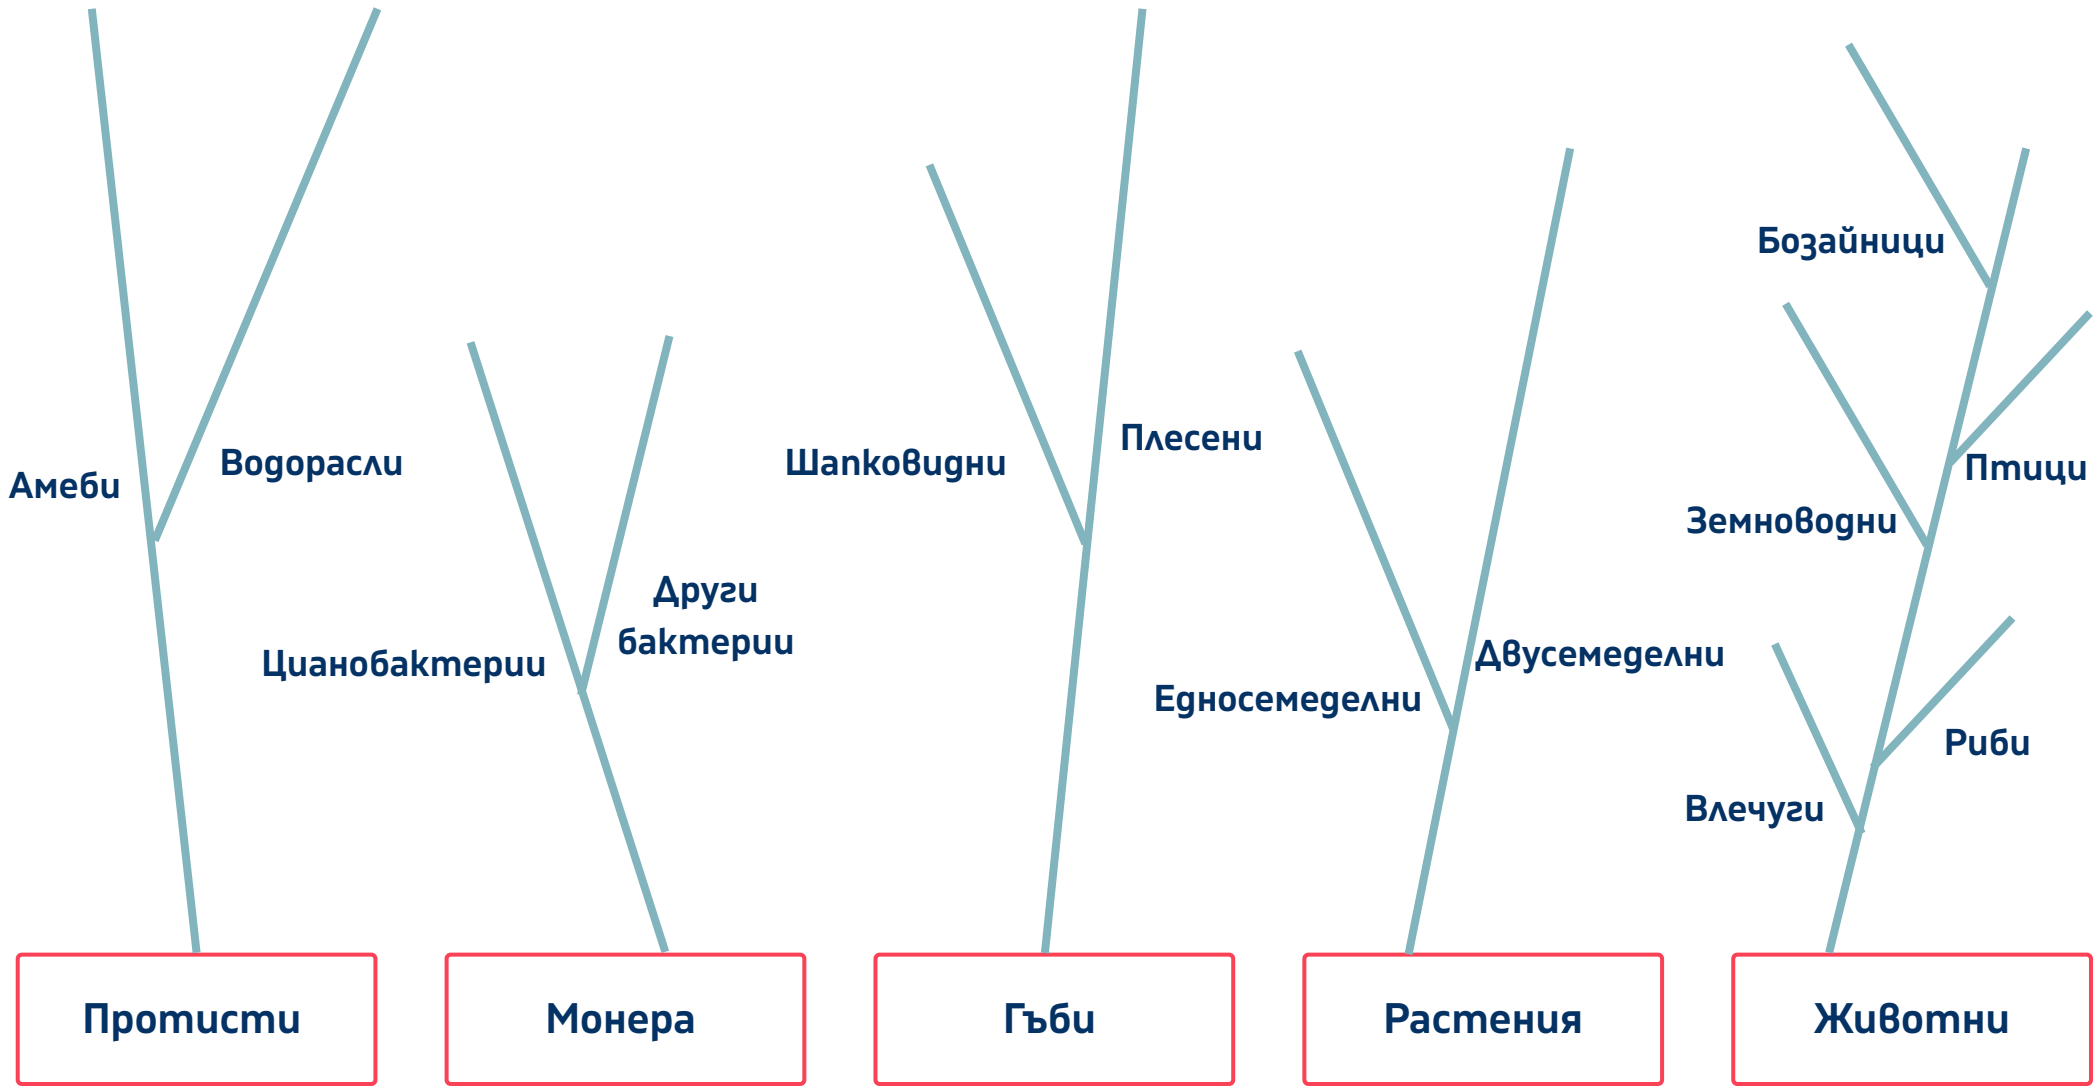 Бозайници
Плесени
Амеби
Водорасли
Шапковидни
Птици
Земноводни
Други
бактерии
Цианобактерии
Двусемеделни
Едносемеделни
Риби
Влечуги
Протисти
Монера
Гъби
Растения
Животни